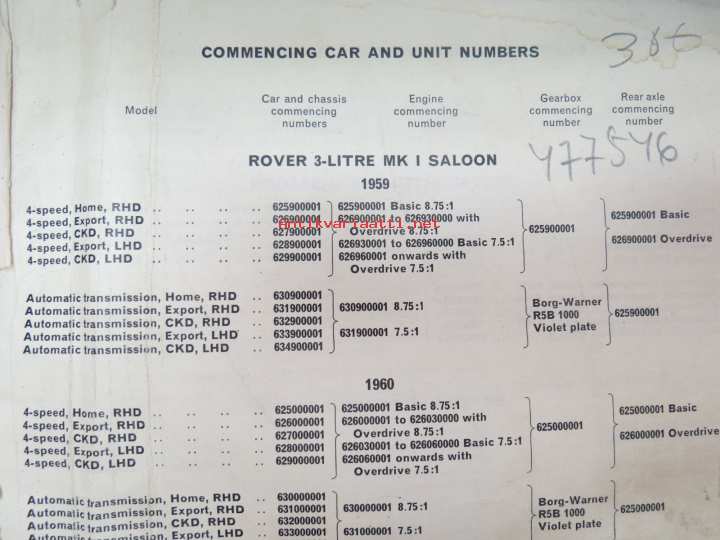 386
COMMENCING CAR AND UNIT NUMBERS
Model
Car and chassis commencing numbers
Engine commencing number
Gearbox commencing number
Rear axle commencing number
477546
ROVER 3-LITRE MK I SALOON
1959
4-speed, Home, RHD .. .. .. .. 625900001 625900001 Basic 8.75:1
4-speed, Export, RHD .. .. .. .. 626900001 626900001 to 626930000 with 625900001 625900001 Basic
4-speed, CKD, RHD .. .. .. .. 627900001 Overdrive 8.75:1
4-speed, Export, LHD .. .. .. .. 628900001 626930001 to 626960000 Basic 7.5:1 626900001 Overdrive
4-speed, CKD, LHD .. .. .. .. 629900001 626960001 onwards with
Overdrive 7.5:1
antikvariaatti.net
Automatic transmission, Home, RHD .. 630900001
Automatic transmission, Export, RHD .. 631900001 630900001 8.75:1 Borg-Warner
Automatic transmission, CKD, RHD .. 632900001 R5B 1000 625900001
Automatic transmission, Export, LHD .. 633900001 631900001 7.5:1 Violet plate
Automatic transmission, CKD, LHD .. 634900001
1960
4-speed, Home, RHD .. .. .. .. 625000001 625000001 Basic 8.75:1
4-speed, Export, RHD .. .. .. .. 626000001 626000001 to 626030000 with 625000001 625000001 Basic
4-speed, CKD, RHD .. .. .. .. 627000001 Overdrive 8.75:1
4-speed, Export, LHD .. .. .. .. 628000001 626030001 to 626060000 Basic 7.5:1 626000001 Overdrive
4-speed, CKD, LHD .. .. .. .. 629000001 626060001 onwards with
Overdrive 7.5:1
Automatic transmission, Home, RHD .. 630000001
Automatic transmission, Export, RHD .. 631000001 630000001 8.75:1 Borg-Warner
Automatic transmission, CKD, RHD .. 632000001 R5B 1000 625000001
Automatic transmission, Export, LHD .. 633000001 631000001 7.5:1 Violet plate